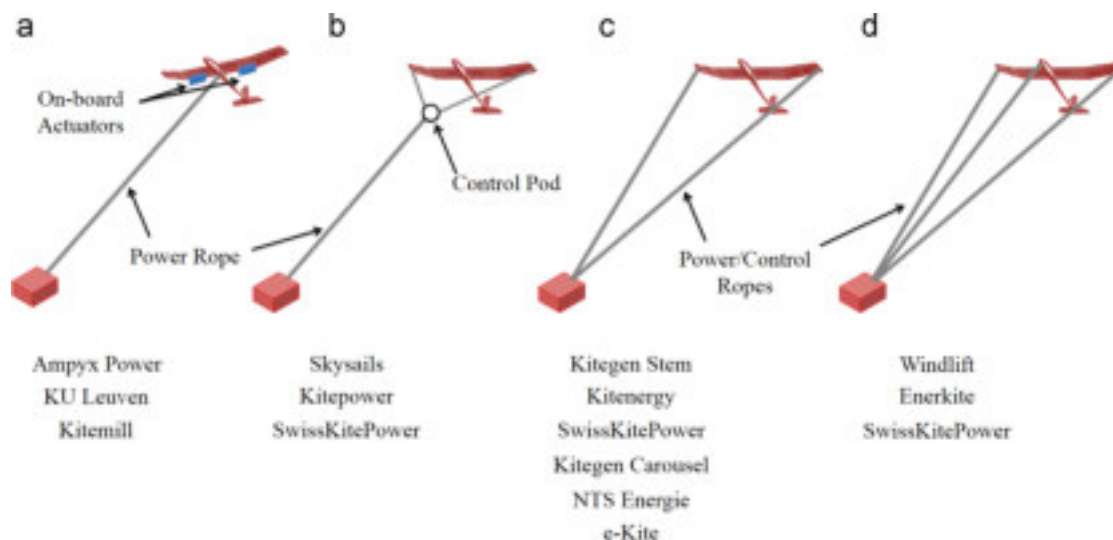 a
b
c
d
On-board
Actuators
Control Pod
Power Rope
Power/Control
Ropes
Ampyx Power
KU Leuven
Kitemill
Skysails
Kitepower
SwissKitePower
Kitegen Stem
Kitenergy
SwissKitePower
Kitegen Carousel
NTS Energie
e-Kite
Windlift
Enerkite
SwissKitePower